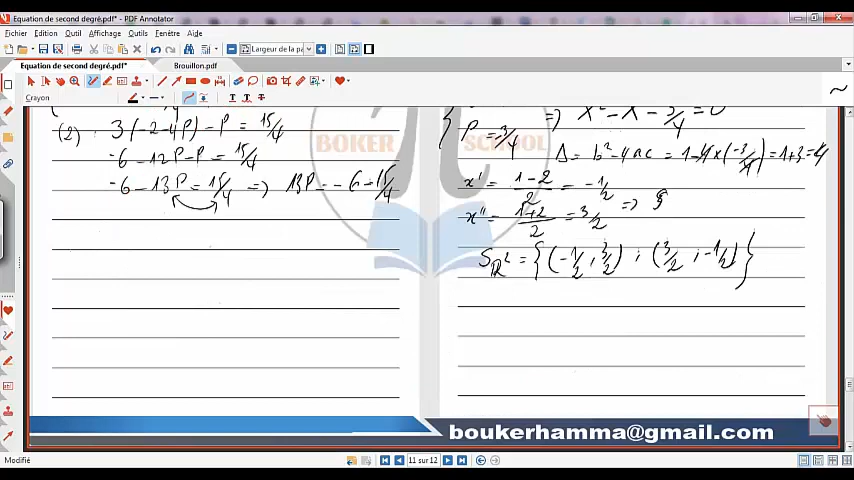 Equation de second degré.pdf* - PDF Annotator
Fichier Edition Outil Affichage Outils Fenêtre Aide
Largeur de la pa
Equation de second degré.pdf* Brouillon.pdf
Crayon
(2) 3(-2-4P)-P = 15/4
-6-12P-P = 15/4
-6-13P = 15/4 => 13P = -6-15/4
P = -3/4 => X² - X - 3/4 = 0
Δ = b²-4ac = 1-4×(-3/4) = 1+3 = 4
x' = 1-2/2 = -1/2
x'' = 1+2/2 = 3/2 =>
S_R² = {(-1/2, 3/2) ; (3/2 ; -1/2)}
BOKER SCHOOL
boukerhamma@gmail.com
11 sur 12
Modifié